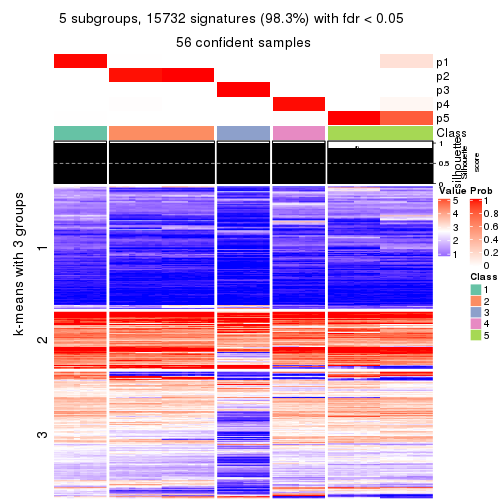 5 subgroups, 15732 signatures (98.3%) with fdr < 0.05
56 confident samples
p1
p2
p3
p4
p5
Class
1
0.5
0
silhouette
Silhouette
score
k-means with 3 groups
1
2
3
Value
5
4
3
2
1
Prob
1
0.8
0.6
0.4
0.2
0
Class
1
2
3
4
5